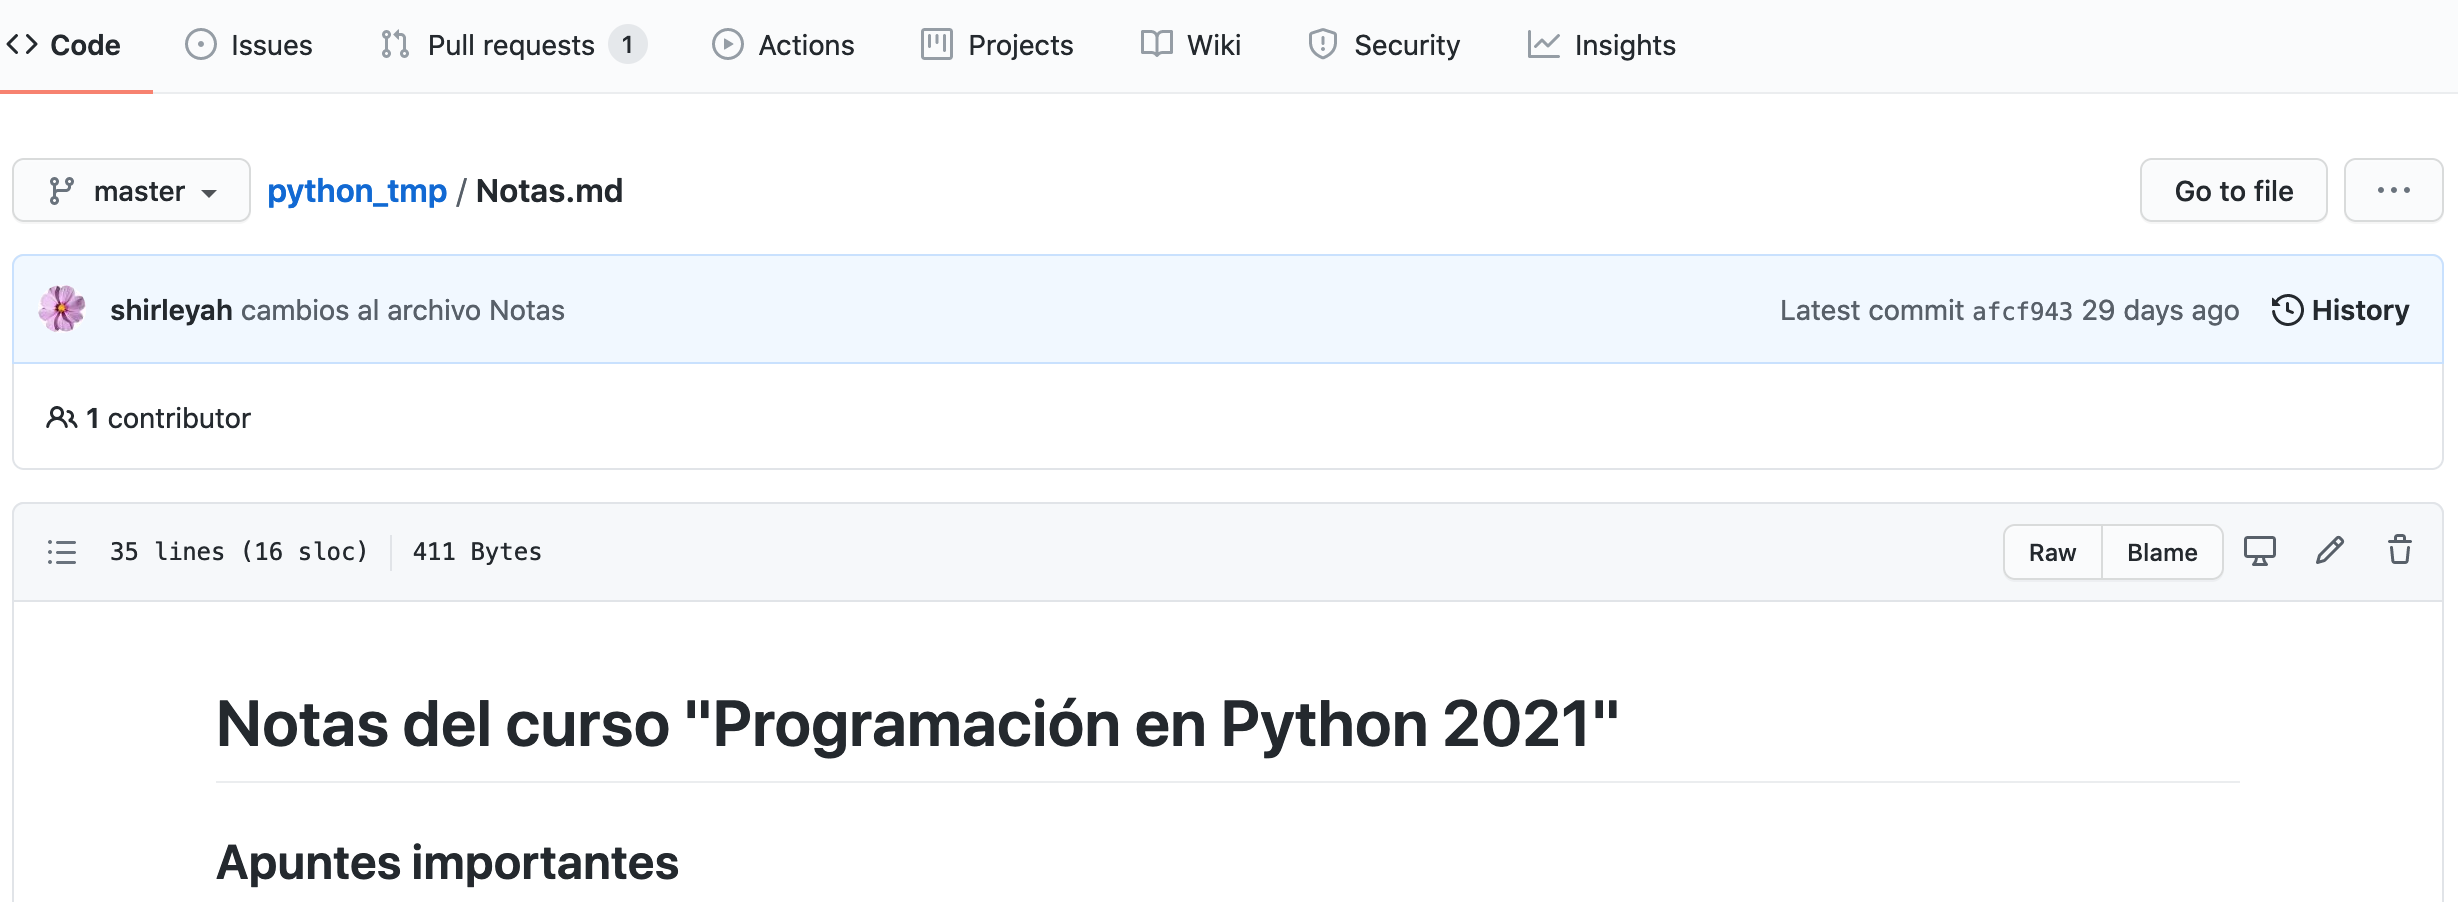 Code Issues Pull requests 1 Actions Projects Wiki Security Insights
master python_tmp / Notas.md Go to file ...
shirleyah cambios al archivo Notas Latest commit afcf943 29 days ago History
1 contributor
35 lines (16 sloc) 411 Bytes Raw Blame
Notas del curso "Programación en Python 2021"
Apuntes importantes